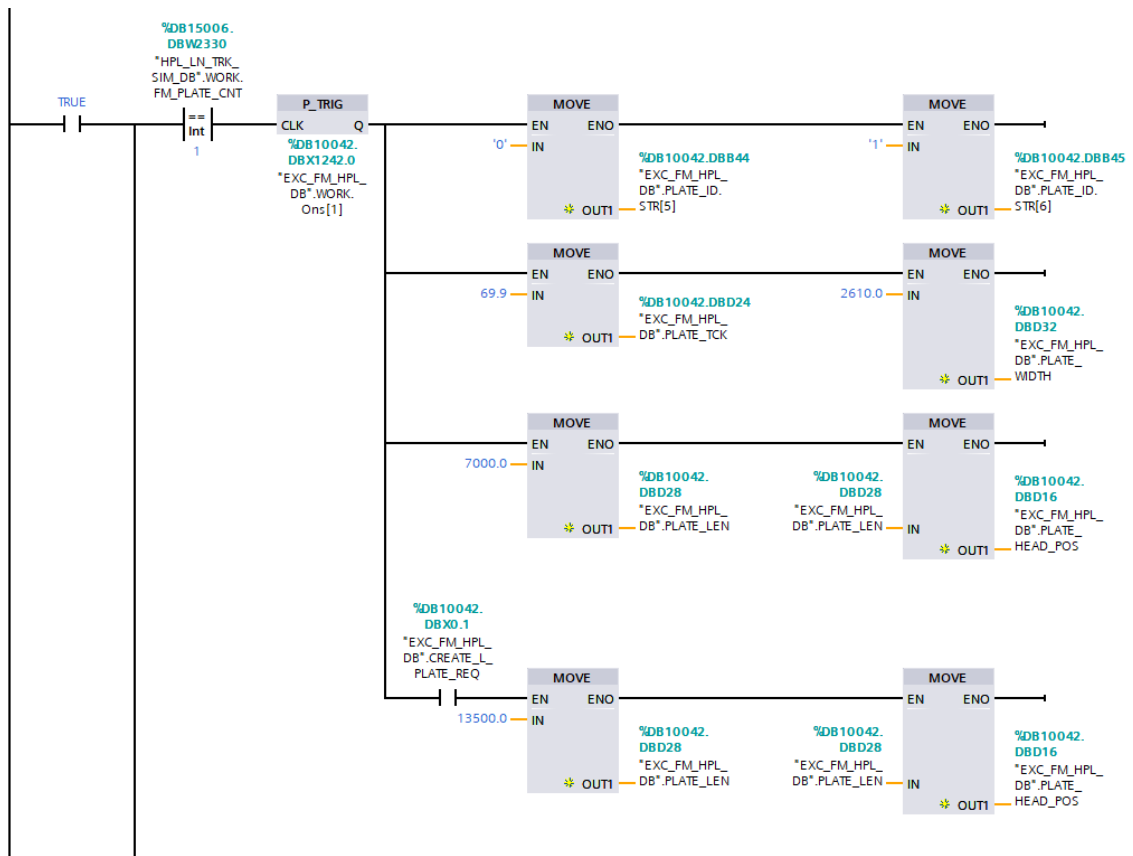 %DB15006.
DBW2330
"HPL_LN_TRK_
SIM_DB".WORK.
FM_PLATE_CNT
TRUE
==
Int
1
P_TRIG
CLK Q
%DB10042.
DBX1242.0
"EXC_FM_HPL_
DB".WORK.
Ons[1]
MOVE
EN ENO
'0' IN
OUT1
%DB10042.DBB44
"EXC_FM_HPL_
DB".PLATE_ID.
STR[5]
MOVE
EN ENO
'1' IN
OUT1
%DB10042.DBB45
"EXC_FM_HPL_
DB".PLATE_ID.
STR[6]
MOVE
EN ENO
69.9 IN
OUT1
%DB10042.DBD24
"EXC_FM_HPL_
DB".PLATE_TCK
MOVE
EN ENO
2610.0 IN
OUT1
%DB10042.
DBD32
"EXC_FM_HPL_
DB".PLATE_
WIDTH
MOVE
EN ENO
7000.0 IN
OUT1
%DB10042.
DBD28
"EXC_FM_HPL_
DB".PLATE_LEN
%DB10042.
DBD28
"EXC_FM_HPL_
DB".PLATE_LEN
MOVE
EN ENO
IN
OUT1
%DB10042.
DBD16
"EXC_FM_HPL_
DB".PLATE_
HEAD_POS
%DB10042.
DBX0.1
"EXC_FM_HPL_
DB".CREATE_L_
PLATE_REQ
MOVE
EN ENO
13500.0 IN
OUT1
%DB10042.
DBD28
"EXC_FM_HPL_
DB".PLATE_LEN
%DB10042.
DBD28
"EXC_FM_HPL_
DB".PLATE_LEN
MOVE
EN ENO
IN
OUT1
%DB10042.
DBD16
"EXC_FM_HPL_
DB".PLATE_
HEAD_POS